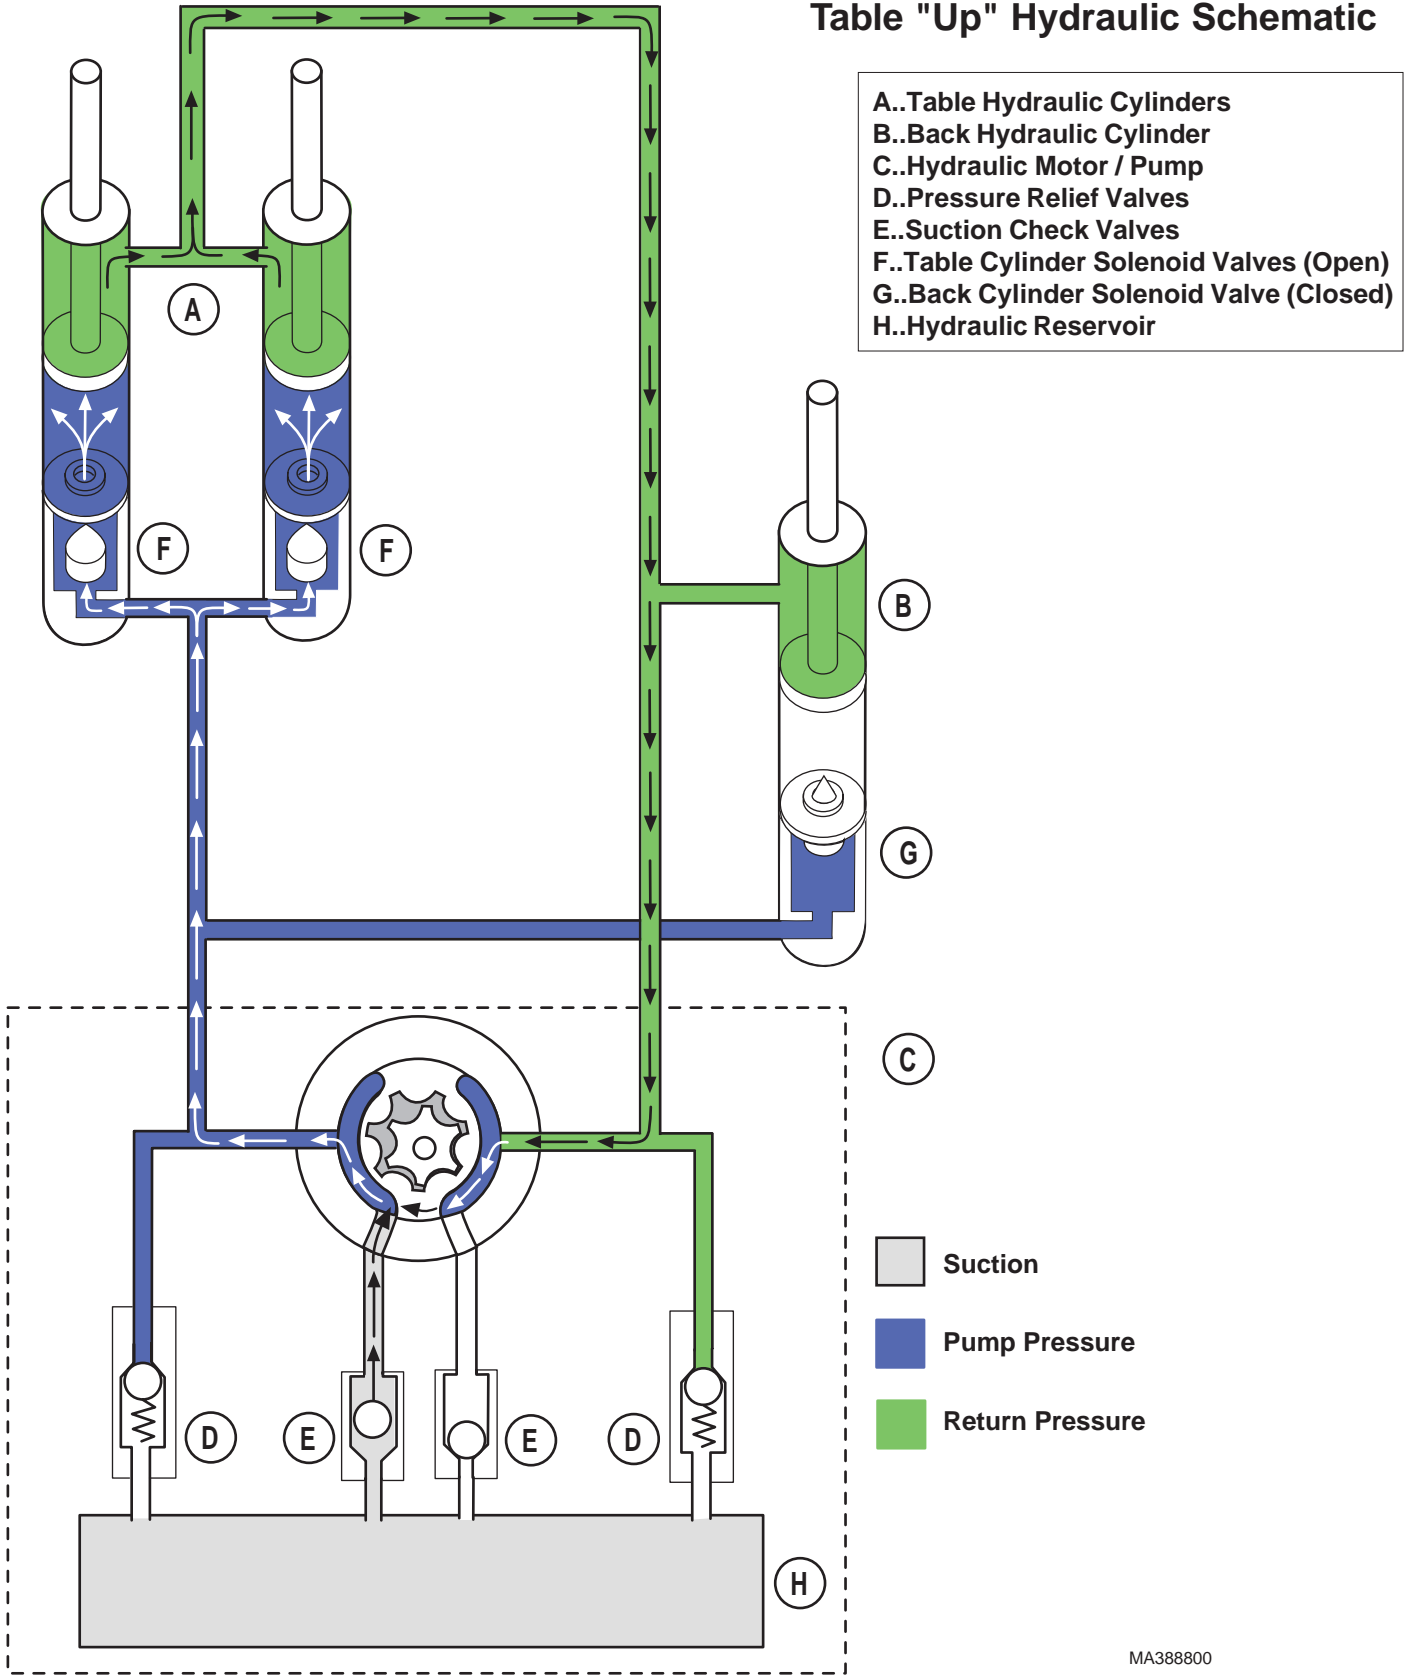 Table "Up" Hydraulic Schematic
A..Table Hydraulic Cylinders
B..Back Hydraulic Cylinder
C..Hydraulic Motor / Pump
D..Pressure Relief Valves
E..Suction Check Valves
F..Table Cylinder Solenoid Valves (Open)
G..Back Cylinder Solenoid Valve (Closed)
H..Hydraulic Reservoir
A
F
F
B
G
C
Suction
Pump Pressure
Return Pressure
D
E
E
D
H
MA388800